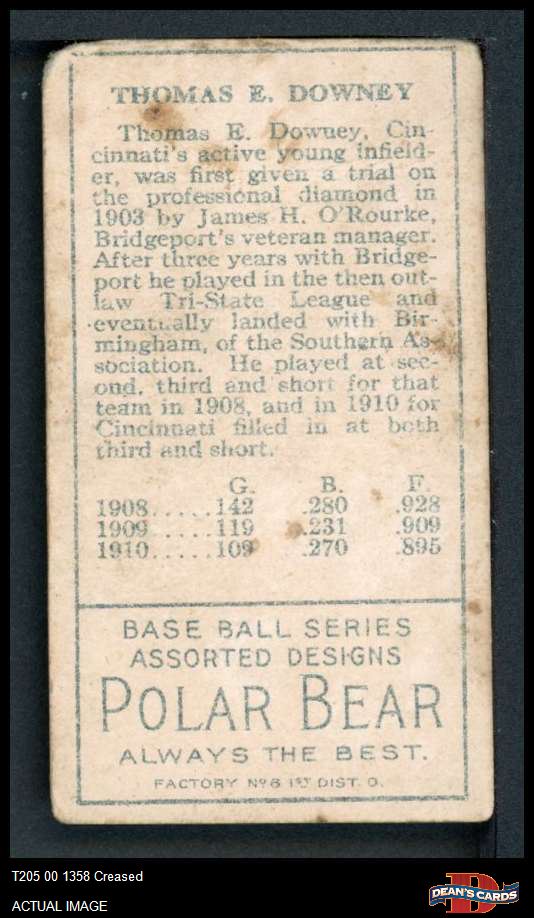 THOMAS E. DOWNEY
Thomas E. Downey, Cin-
cinnati's active young infield-
er, was first given a trial on
the professional diamond in
1903 by James H. O'Rourke,
Bridgeport's veteran manager.
After three years with Bridge-
port he played in the then out-
law Tri-State League and
eventually landed with Bir-
mingham, of the Southern As-
sociation. He played at sec-
ond, third and short for that
team in 1908, and in 1910 for
Cincinnati filled in at both
third and short.
G. B. F.
1908.....142 .280 .928
1909.....119 .231 .909
1910.....109 .270 .895
BASE BALL SERIES
ASSORTED DESIGNS
POLAR BEAR
ALWAYS THE BEST.
FACTORY Nº 6 1ST DIST. O.
T205 00 1358 Creased
ACTUAL IMAGE
D
DEAN'S CARDS